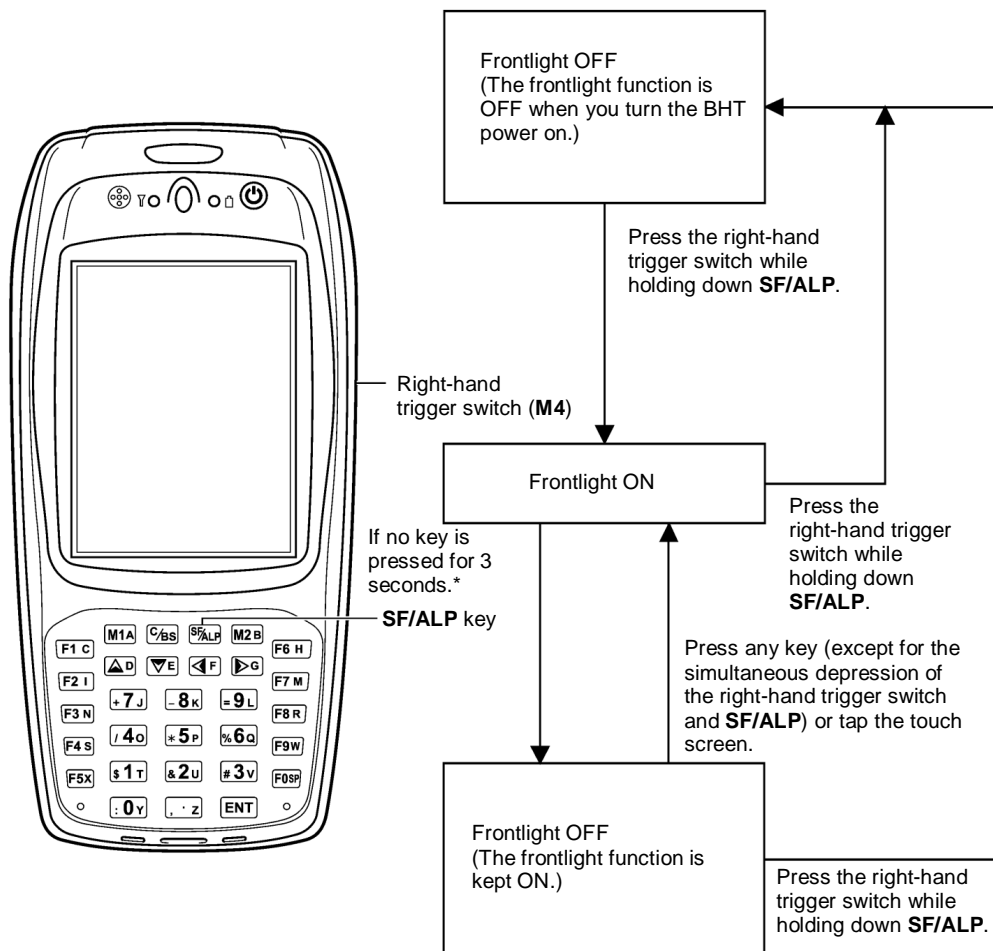 Frontlight OFF
(The frontlight function is
OFF when you turn the BHT
power on.)
Press the right-hand
trigger switch while
holding down SF/ALP.
Right-hand
trigger switch (M4)
Frontlight ON
Press the
right-hand trigger
switch while
holding down
SF/ALP.
If no key is
pressed for 3
seconds.*
SF/ALP key
Press any key (except for the
simultaneous depression of
the right-hand trigger switch
and SF/ALP) or tap the touch
screen.
Frontlight OFF
(The frontlight function is
kept ON.)
Press the right-hand
trigger switch while
holding down SF/ALP.
M1A C/BS SF/ALP M2B
F1 C F6 H
D E F G
F2 I F7 M
+7J -8K =9L
F3 N F8 R
/4O *5P %6Q
F4 S F9W
$1T &2U #3V
F5X F0SP
:0Y , . Z ENT